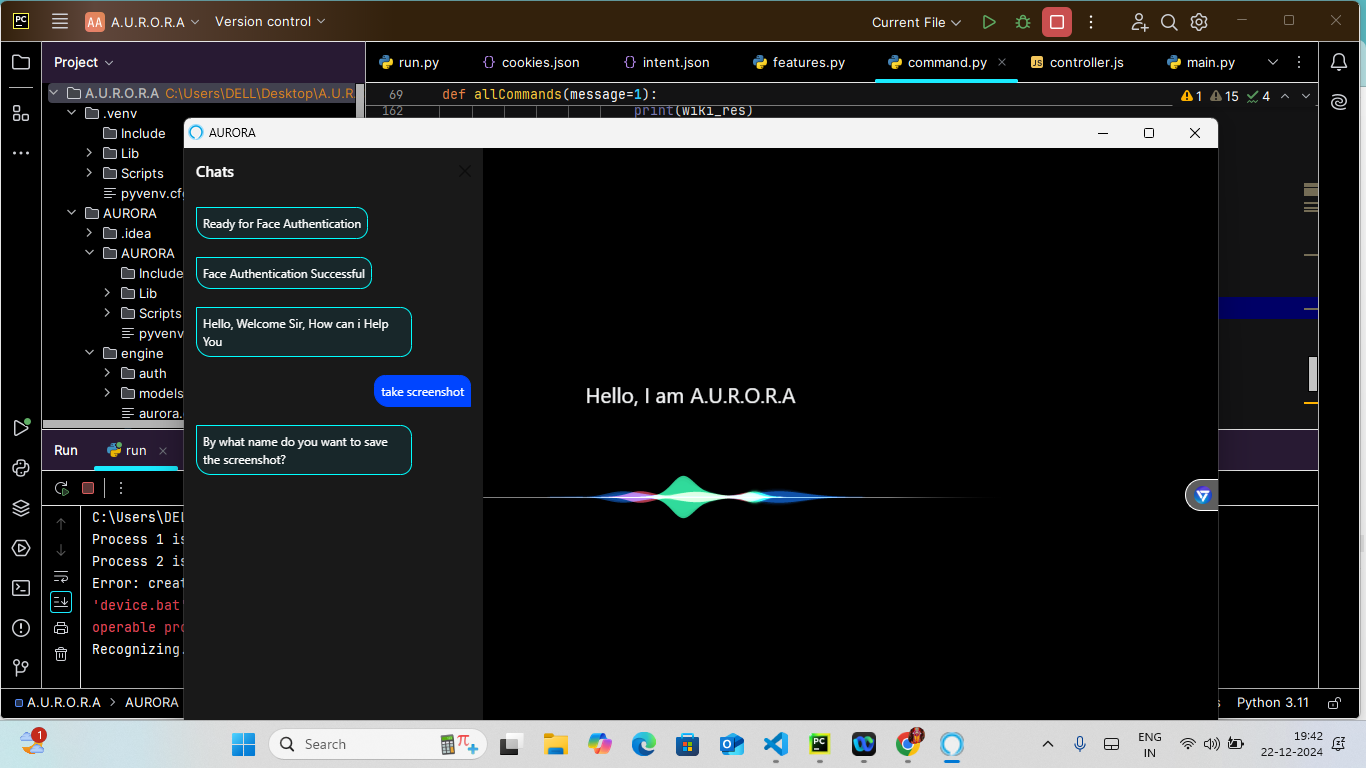 PC
AA A.U.R.O.R.A Version control Current File
Project
run.py cookies.json intent.json features.py command.py JS controller.js main.py
A.U.R.O.R.A C:\Users\DELL\Desktop\A.U.R
69 def allCommands(message=1):
1 15 4
.venv
162 print(wiki_res)
Include
Lib
Scripts
pyvenv.cfg
AURORA
.idea
AURORA
Include
Lib
Scripts
pyvenv
engine
auth
models
aurora.
AURORA
Chats
Ready for Face Authentication
Face Authentication Successful
Hello, Welcome Sir, How can i Help
You
take screenshot
By what name do you want to save
the screenshot?
Hello, I am A.U.R.O.R.A
Run run
C:\Users\DEL
Process 1 is
Process 2 is
Error: creat
'device.bat'
operable pro
Recognizing.
A.U.R.O.R.A > AURORA
Python 3.11
1
Search
PC
ENG
IN
19:42
22-12-2024